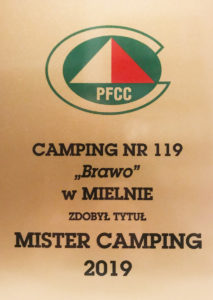 PFCC
CAMPING NR 119
„Brawo”
w MIELNIE
ZDOBYŁ TYTUŁ
MISTER CAMPING
2019